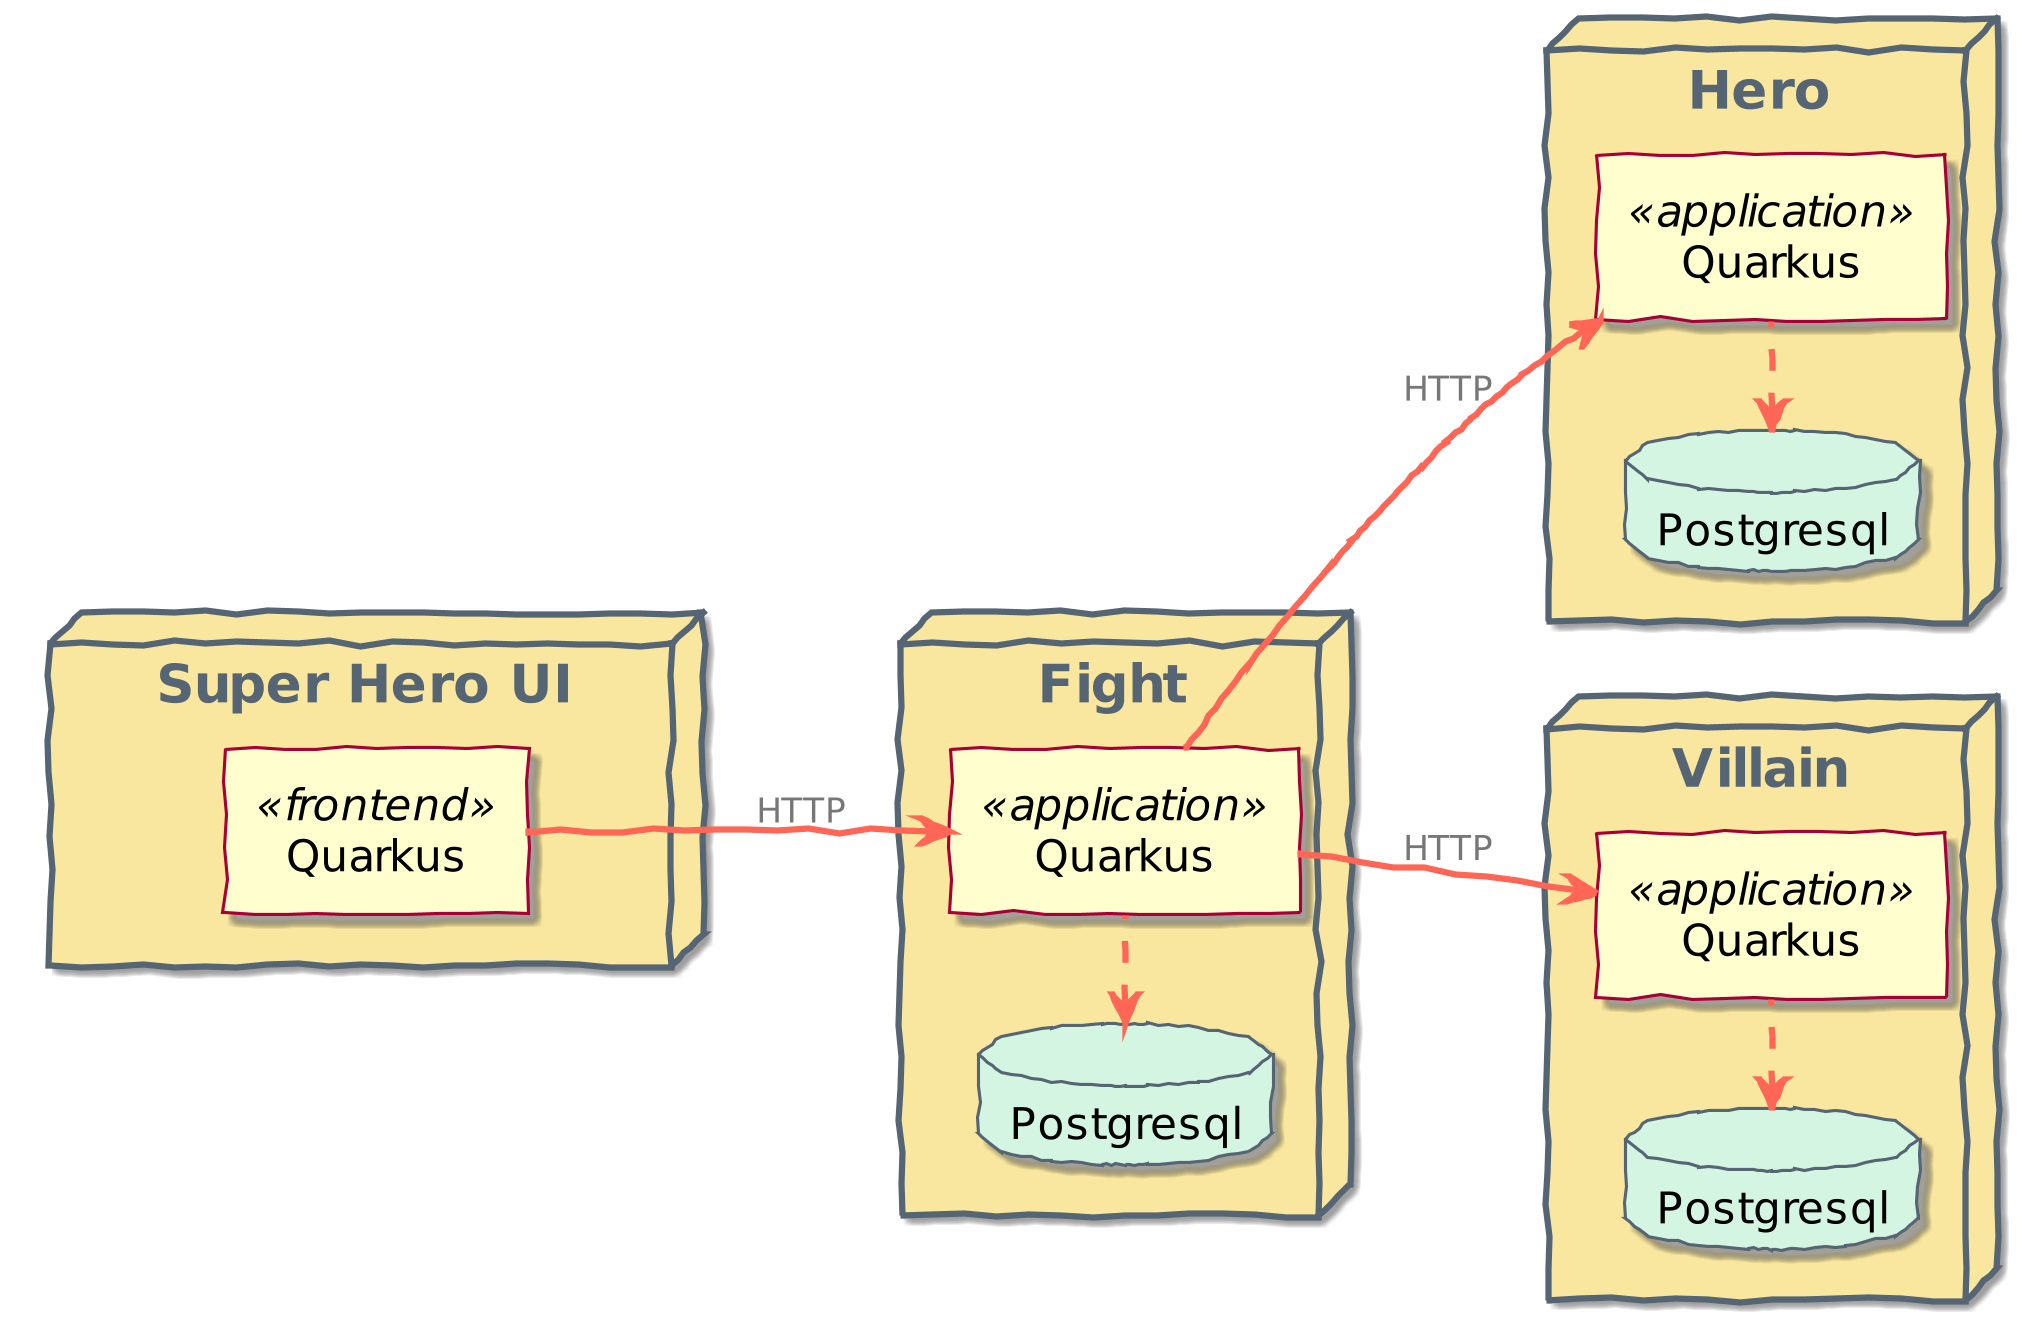 Hero
«application»
Quarkus
HTTP
Postgresql
Super Hero UI
«frontend»
Quarkus
HTTP
Fight
«application»
Quarkus
Postgresql
HTTP
Villain
«application»
Quarkus
Postgresql